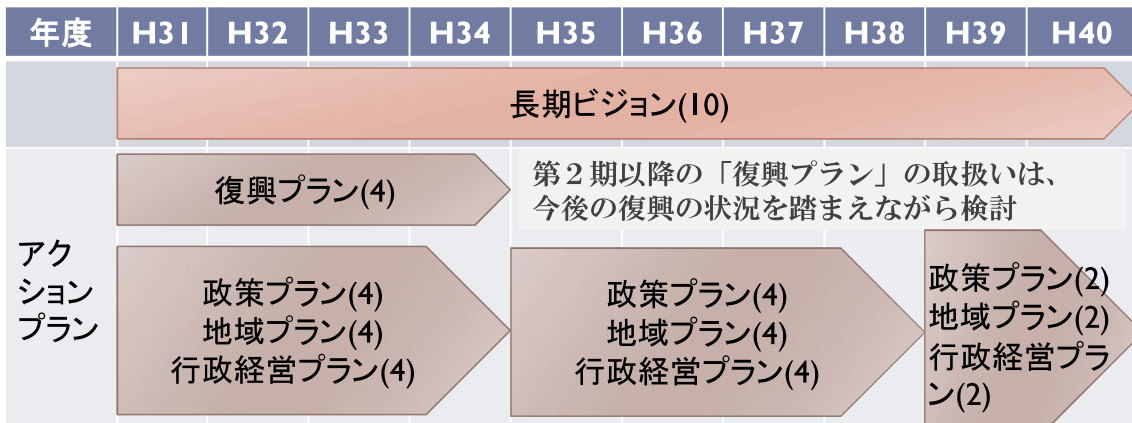 年度 H31 H32 H33 H34 H35 H36 H37 H38 H39 H40
長期ビジョン(10)
アク
ション
プラン
復興プラン(4)
第２期以降の「復興プラン」の取扱いは、
今後の復興の状況を踏まえながら検討
政策プラン(4)
地域プラン(4)
行政経営プラン(4)
政策プラン(4)
地域プラン(4)
行政経営プラン(4)
政策プラン(2)
地域プラン(2)
行政経営プラ
ン(2)